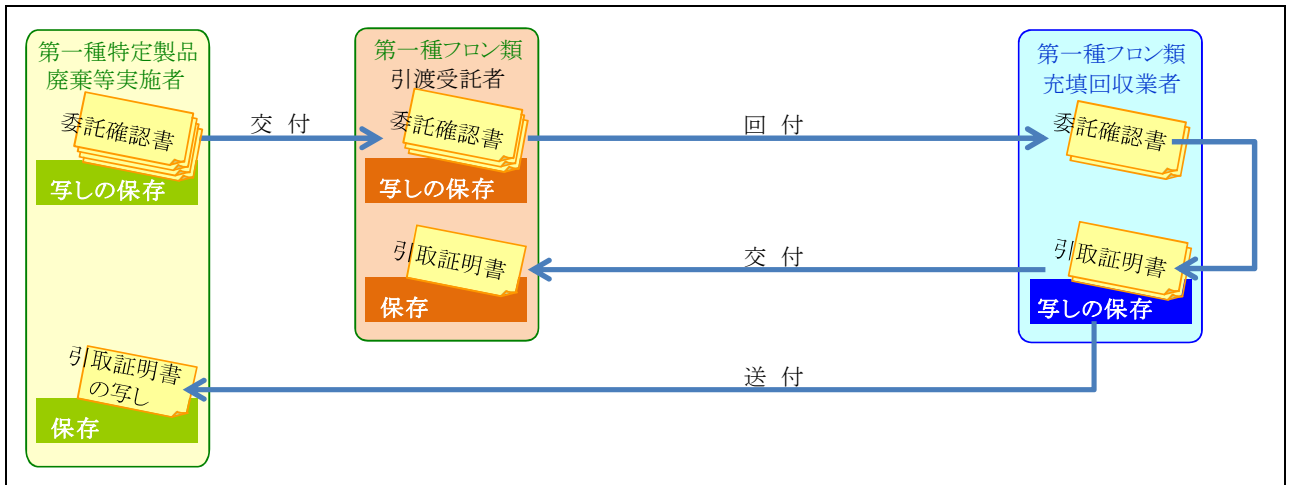 第一種特定製品
廃棄等実施者
委託確認書
写しの保存
交 付
第一種フロン類
引渡受託者
委託確認書
写しの保存
回 付
第一種フロン類
充填回収業者
委託確認書
引取証明書
保存
交 付
引取証明書
写しの保存
引取証明書
の写し
保存
送 付